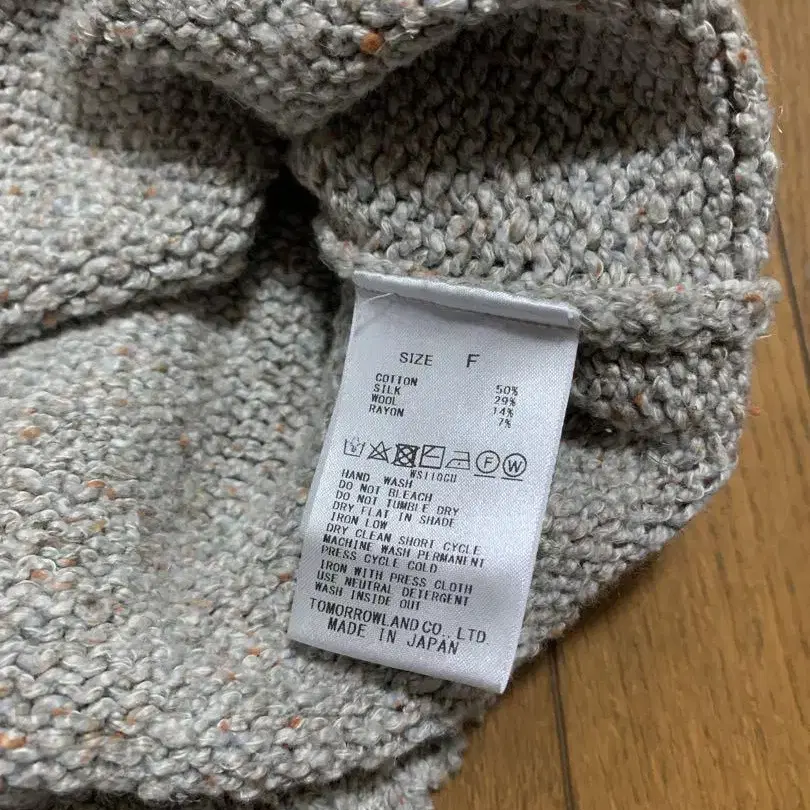 SIZE F
COTTON 50%
SILK 29%
WOOL 14%
RAYON 7%
F W
WS110CU
HAND WASH
DO NOT BLEACH
DO NOT TUMBLE DRY
DRY FLAT IN SHADE
IRON LOW
DRY CLEAN SHORT CYCLE
MACHINE WASH PERMANENT
PRESS CYCLE COLD
IRON WITH PRESS CLOTH
USE NEUTRAL DETERGENT
WASH INSIDE OUT
TOMORROWLAND CO., LTD.
MADE IN JAPAN